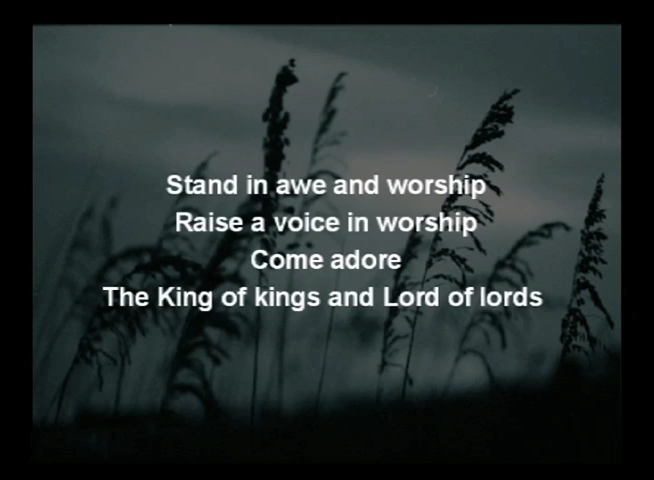 Stand in awe and worship
Raise a voice in worship
Come adore
The King of kings and Lord of lords